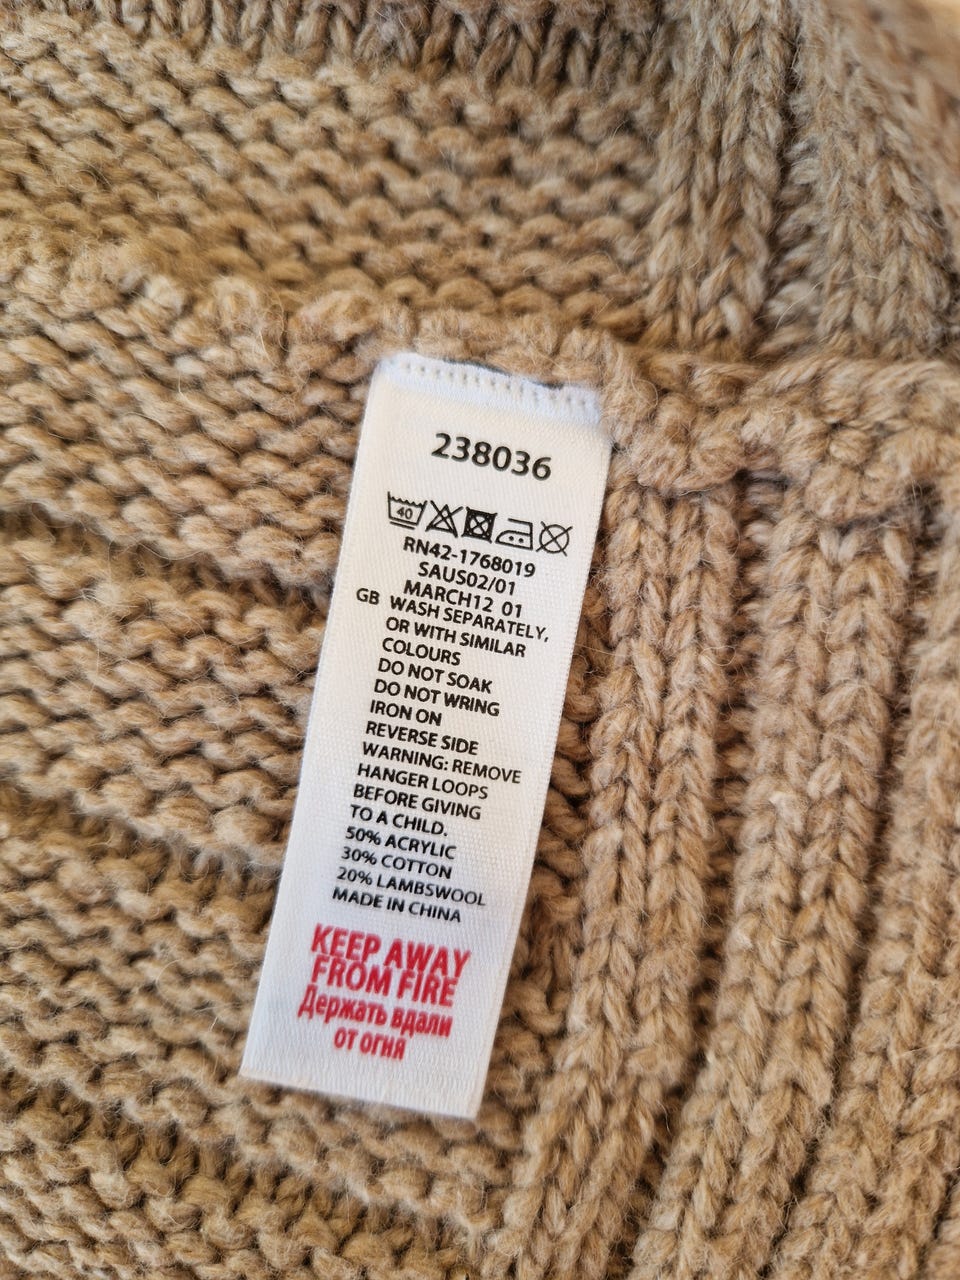 238036
40
RN42-1768019
SAUS02/01
MARCH12 01
GB WASH SEPARATELY,
OR WITH SIMILAR
COLOURS
DO NOT SOAK
DO NOT WRING
IRON ON
REVERSE SIDE
WARNING: REMOVE
HANGER LOOPS
BEFORE GIVING
TO A CHILD.
50% ACRYLIC
30% COTTON
20% LAMBSWOOL
MADE IN CHINA
KEEP AWAY
FROM FIRE
Держать вдали
от огня